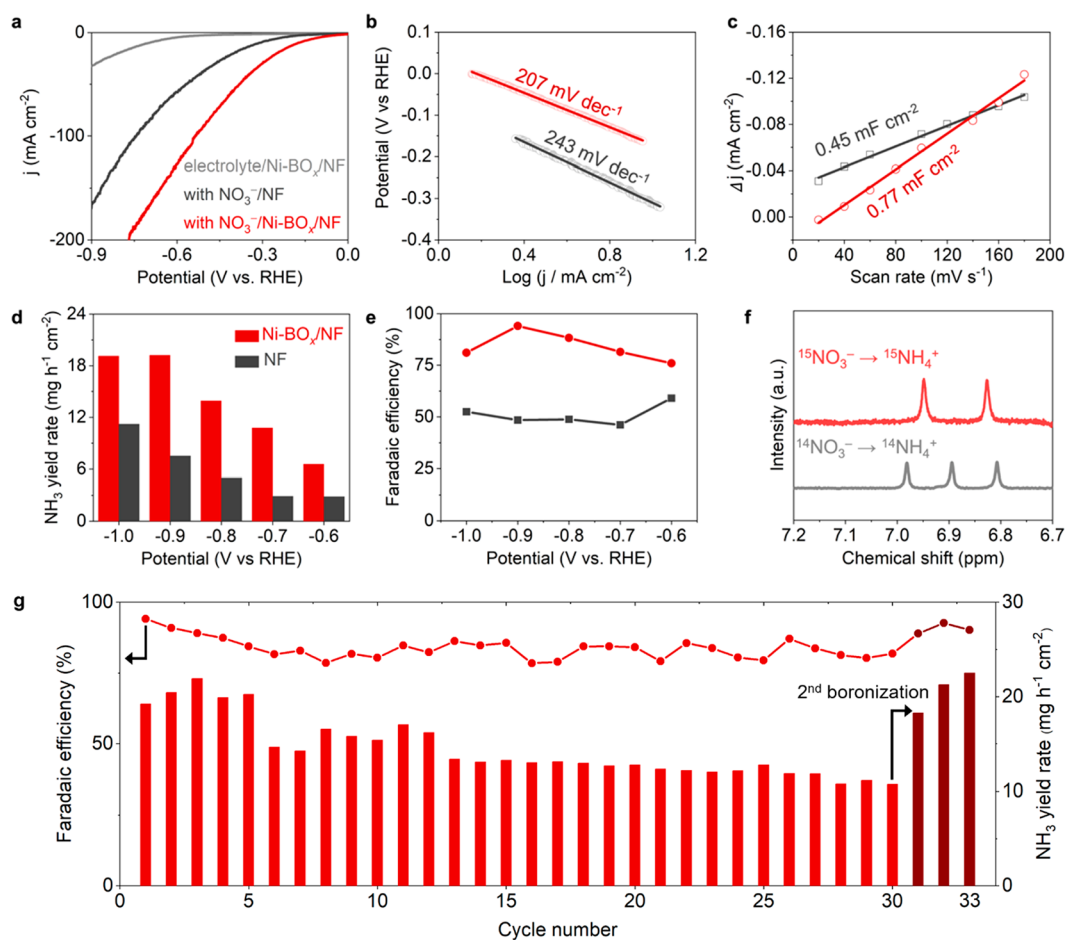 a
0
-100
-200
j (mA cm⁻²)
electrolyte/Ni-BOₓ/NF
with NO₃⁻/NF
with NO₃⁻/Ni-BOₓ/NF
-0.9
-0.6
-0.3
0.0
Potential (V vs. RHE)
b
0.1
0.0
-0.1
-0.2
-0.3
-0.4
Potential (V vs RHE)
207 mV dec⁻¹
243 mV dec⁻¹
0.0
0.4
0.8
1.2
Log (j / mA cm⁻²)
c
-0.16
-0.12
-0.08
-0.04
0.00
Δj (mA cm⁻²)
0.45 mF cm⁻²
0.77 mF cm⁻²
0
40
80
120
160
200
Scan rate (mV s⁻¹)
d
24
18
12
6
0
NH₃ yield rate (mg h⁻¹ cm⁻²)
Ni-BOₓ/NF
NF
-1.0
-0.9
-0.8
-0.7
-0.6
Potential (V vs RHE)
e
100
75
50
25
0
Faradaic efficiency (%)
-1.0
-0.9
-0.8
-0.7
-0.6
Potential (V vs RHE)
f
Intensity (a.u.)
¹⁵NO₃⁻ → ¹⁵NH₄⁺
¹⁴NO₃⁻ → ¹⁴NH₄⁺
7.2
7.1
7.0
6.9
6.8
6.7
Chemical shift (ppm)
g
100
50
0
Faradaic efficiency (%)
2nd boronization
30
20
10
0
NH₃ yield rate (mg h⁻¹ cm⁻²)
0
5
10
15
20
25
30
33
Cycle number